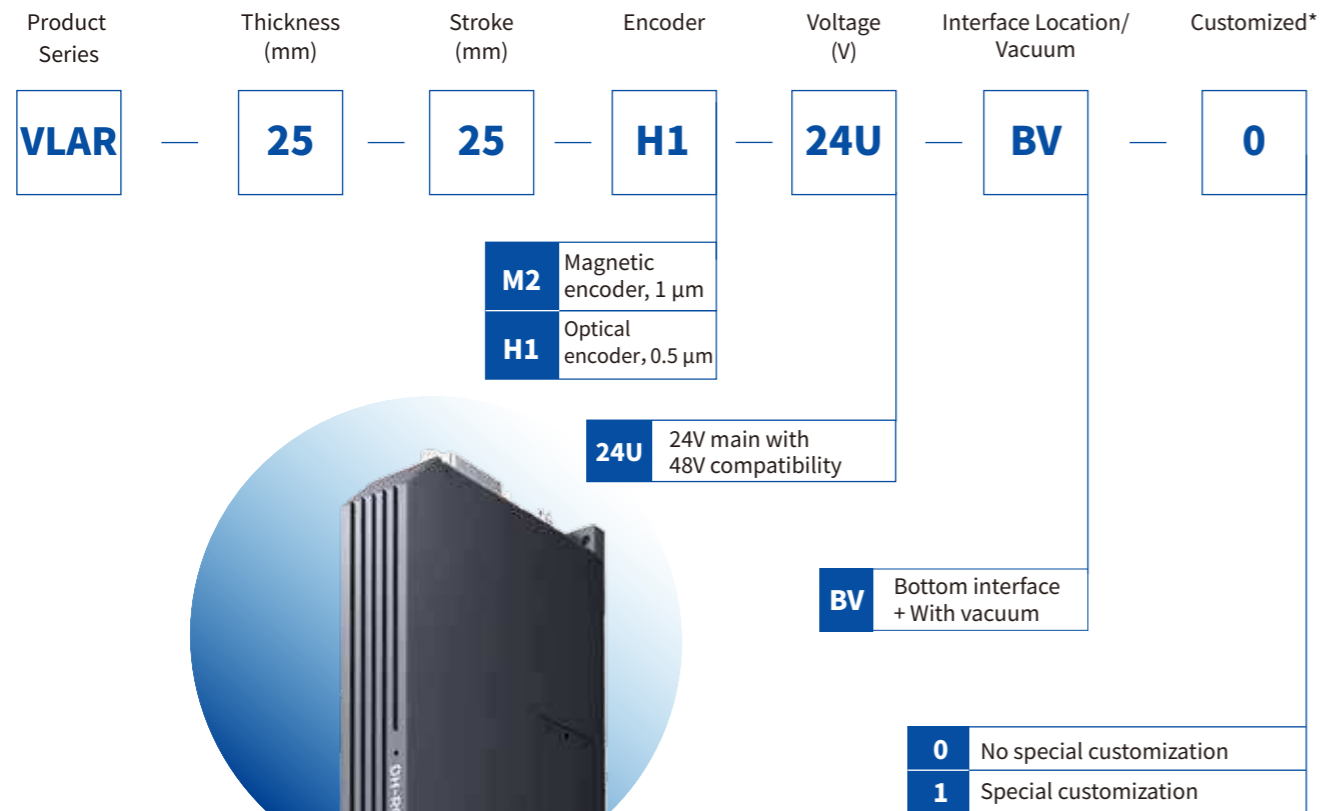 Product
Series
Thickness
(mm)
Stroke
(mm)
Encoder
Voltage
(V)
Interface Location/
Vacuum
Customized*
VLAR — 25 — 25 — H1 — 24U — BV — 0
M2 Magnetic
encoder, 1 μm
H1 Optical
encoder, 0.5 μm
24U 24V main with
48V compatibility
BV Bottom interface
+ With vacuum
0 No special customization
1 Special customization